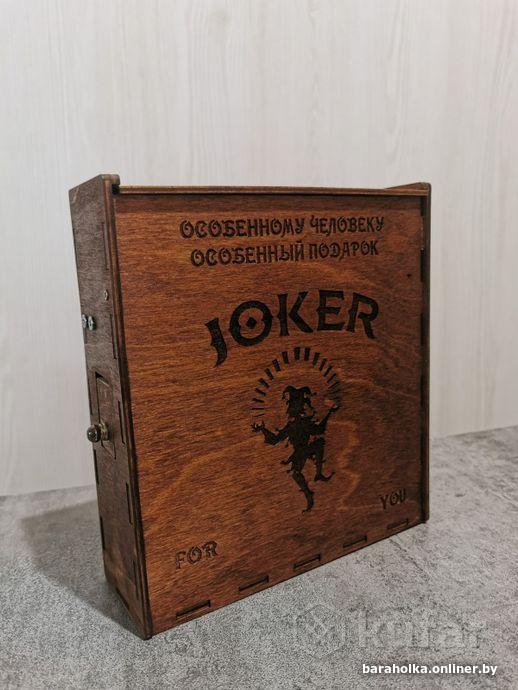 ОСОБЕННОМУ ЧЕЛОВЕКУ
ОСОБЕННЫЙ ПОДАРОК
JOKER
FOR
YOU
kufar
baraholka.onliner.by